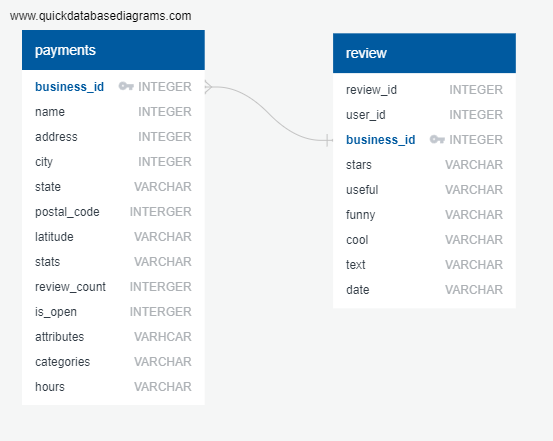 www.quickdatabasediagrams.com
payments
business_id INTEGER
name INTEGER
address INTEGER
city INTEGER
state VARCHAR
postal_code INTERGER
latitude VARCHAR
stats VARCHAR
review_count INTERGER
is_open INTERGER
attributes VARHCAR
categories VARCHAR
hours VARCHAR
review
review_id INTEGER
user_id INTEGER
business_id INTEGER
stars VARCHAR
useful VARCHAR
funny VARCHAR
cool VARCHAR
text VARCHAR
date VARCHAR